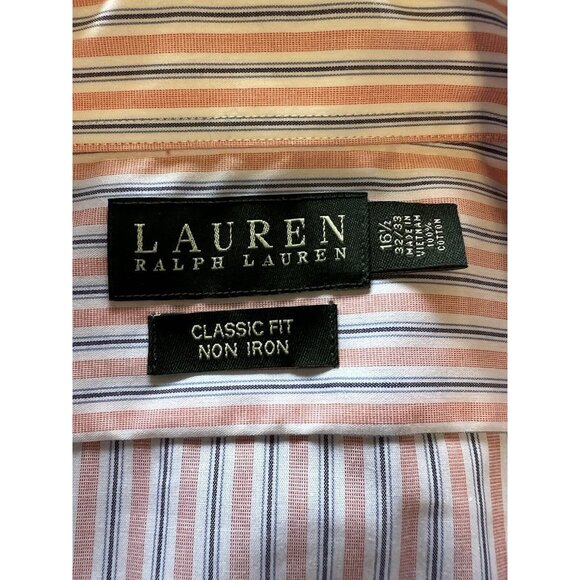 LAUREN
RALPH LAUREN
16½
32/33
MADE IN
VIETNAM
100%
COTTON
CLASSIC FIT
NON IRON